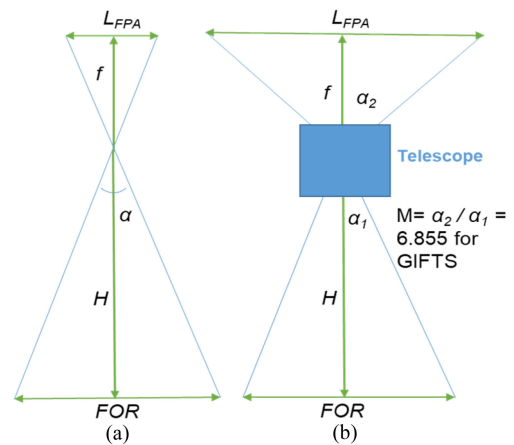 L_FPA
f
α
H
FOR
(a)
L_FPA
f
α₂
Telescope
α₁
M= α₂ / α₁ =
6.855 for
GIFTS
H
FOR
(b)